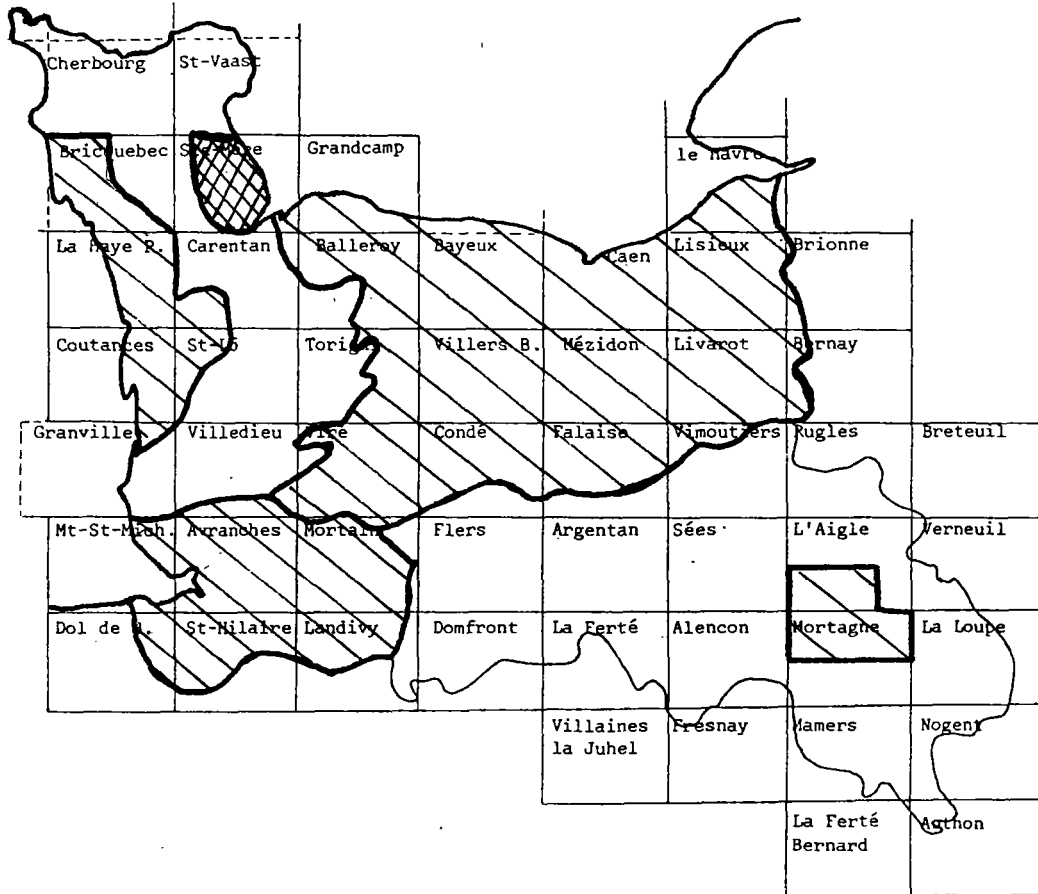 Cherbourg St-Vaast
Bricquebec Grandcamp le Havre
La Haye P. Carentan Balleroy Bayeux Caen Lisieux Brionne
Coutances St-Lô Torigni Villers B. Mézidon Livarot Bernay
Granville Villedieu Vire Condé Falaise Vimoutiers Rugles Breteuil
Mt-St-Mich. Avranches Mortain Flers Argentan Sées L'Aigle Verneuil
Dol de St-Hilaire Landivy Domfront La Ferté Alencon Mortagne La Loupe
Villaines Fresnay Mamers Nogent
la Juhel
La Ferté Authon
Bernard